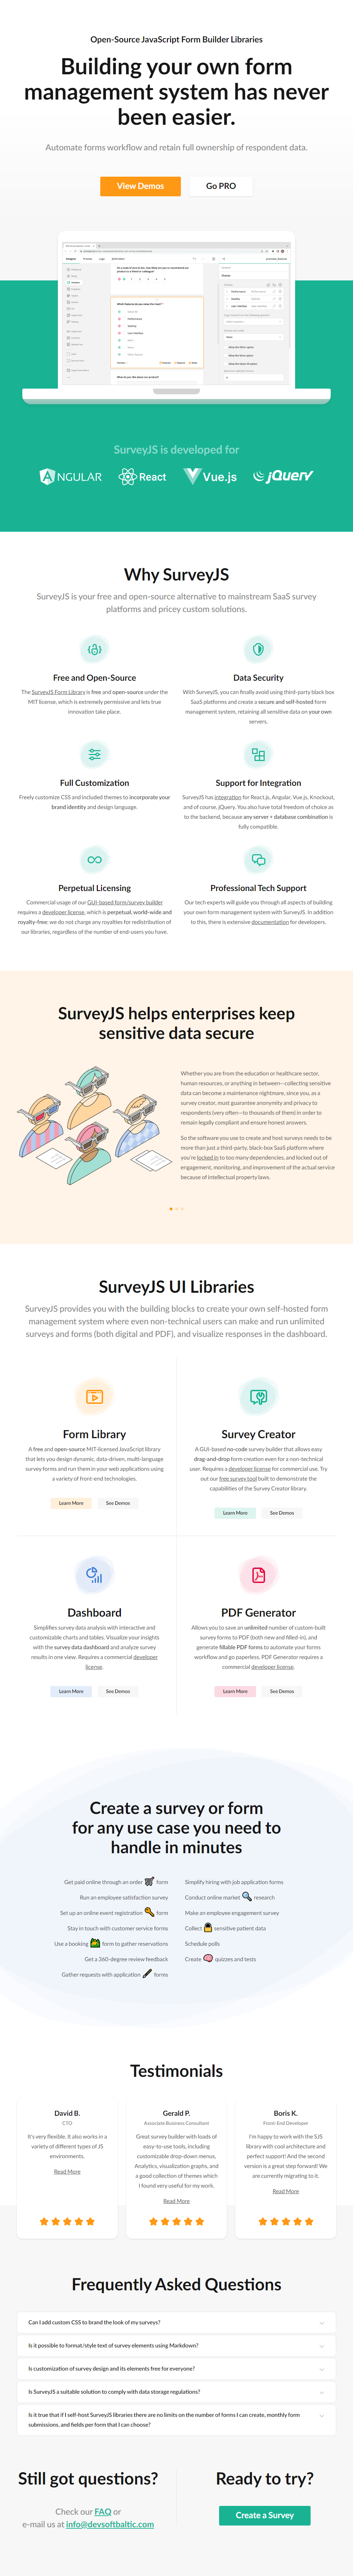 Open-Source JavaScript Form Builder Libraries
Building your own form
management system has never
been easier.
Automate forms workflow and retain full ownership of respondent data.
View Demos
Go PRO
SurveyJS is developed for
NGULAR
React
Vue.js
jQuery
Why SurveyJS
SurveyJS is your free and open-source alternative to mainstream SaaS survey
platforms and pricey custom solutions.
Free and Open-Source
The SurveyJS Form Library is free and open-source under the
MIT license, which is extremely permissive and lets true
innovation take place.
Data Security
With SurveyJS, you can finally avoid using third-party black box
SaaS platforms and create a secure and self-hosted form
management system, retaining all sensitive data on your own
servers.
Full Customization
Freely customize CSS and included themes to incorporate your
brand identity and design language.
Support for Integration
SurveyJS has integration for React.js, Angular, Vue.js, Knockout,
and of course, jQuery. You also have total freedom of choice as
to the backend, because any server + database combination is
fully compatible.
Perpetual Licensing
Commercial usage of our GUI-based form/survey builder
requires a developer license, which is perpetual, world-wide and
royalty-free; we do not charge any royalties for redistribution of
our libraries, regardless of the number of end-users you have.
Professional Tech Support
Our tech experts will guide you through all aspects of building
your own form management system with SurveyJS. In addition
to this, there is extensive documentation for developers.
SurveyJS helps enterprises keep
sensitive data secure
Whether you are from the education or healthcare sector,
human resources, or anything in between—collecting sensitive
data can become a maintenance nightmare, since you, as a
survey creator, must guarantee anonymity and privacy to
respondents (very often—to thousands of them) in order to
remain legally compliant and ensure honest answers.
So the software you use to create and host surveys needs to be
more than just a third-party, black-box SaaS platform where
you're locked in to too many dependencies, and locked out of
engagement, monitoring, and improvement of the actual service
because of intellectual property laws.
SurveyJS UI Libraries
SurveyJS provides you with the building blocks to create your own self-hosted form
management system where even non-technical users can make and run unlimited
surveys and forms (both digital and PDF), and visualize responses in the dashboard.
Form Library
A free and open-source MIT-licensed JavaScript library
that lets you design dynamic, data-driven, multi-language
survey forms and run them in your web applications using
a variety of front-end technologies.
Learn More
See Demos
Survey Creator
A GUI-based no-code survey builder that allows easy
drag-and-drop form creation even for a non-technical
user. Requires a developer license for commercial use. Try
out our free survey tool built to demonstrate the
capabilities of the Survey Creator library.
Learn More
See Demos
Dashboard
Simplifies survey data analysis with interactive and
customizable charts and tables. Visualize your insights
with the survey data dashboard and analyze survey
results in one view. Requires a commercial developer
license.
Learn More
See Demos
PDF Generator
Allows you to save an unlimited number of custom-built
survey forms to PDF (both new and filled-in), and
generate fillable PDF forms to automate your forms
workflow and go paperless. PDF Generator requires a
commercial developer license.
Learn More
See Demos
Create a survey or form
for any use case you need to
handle in minutes
Get paid online through an order form
Run an employee satisfaction survey
Set up an online event registration form
Stay in touch with customer service forms
Use a booking form to gather reservations
Get a 360-degree review feedback
Gather requests with application forms
Simplify hiring with job application forms
Conduct online market research
Make an employee engagement survey
Collect sensitive patient data
Schedule polls
Create quizzes and tests
Testimonials
David B.
CTO
It's very flexible. It also works in a
variety of different types of JS
environments.
Read More
Gerald P.
Associate Business Consultant
Great survey builder with loads of
easy-to-use tools, including
customizable drop-down menus,
Analytics, visualization graphs, and
a good collection of themes which
I found very useful for my work.
Read More
Boris K.
Front-End Developer
I'm happy to work with the SJS
library with cool architecture and
perfect support! And the second
version is a great step forward! We
are currently migrating to it.
Read More
Frequently Asked Questions
Can I add custom CSS to brand the look of my surveys?
Is it possible to format/style text of survey elements using Markdown?
Is customization of survey design and its elements free for everyone?
Is SurveyJS a suitable solution to comply with data storage regulations?
Is it true that if I self-host SurveyJS libraries there are no limits on the number of forms I can create, monthly form
submissions, and fields per form that I can choose?
Still got questions?
Check our FAQ or
e-mail us at info@devsoftbaltic.com
Ready to try?
Create a Survey